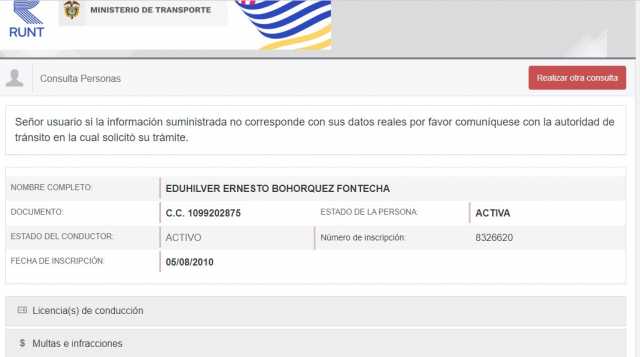 RUNT
MINISTERIO DE TRANSPORTE
Consulta Personas
Realizar otra consulta
Señor usuario si la información suministrada no corresponde con sus datos reales por favor comuníquese con la autoridad de
tránsito en la cual solicitó su trámite.
NOMBRE COMPLETO: EDUHILVER ERNESTO BOHORQUEZ FONTECHA
DOCUMENTO: C.C. 1099202875 ESTADO DE LA PERSONA: ACTIVA
ESTADO DEL CONDUCTOR: ACTIVO Número de inscripción: 8326620
FECHA DE INSCRIPCIÓN: 05/08/2010
Licencia(s) de conducción
$ Multas e infracciones